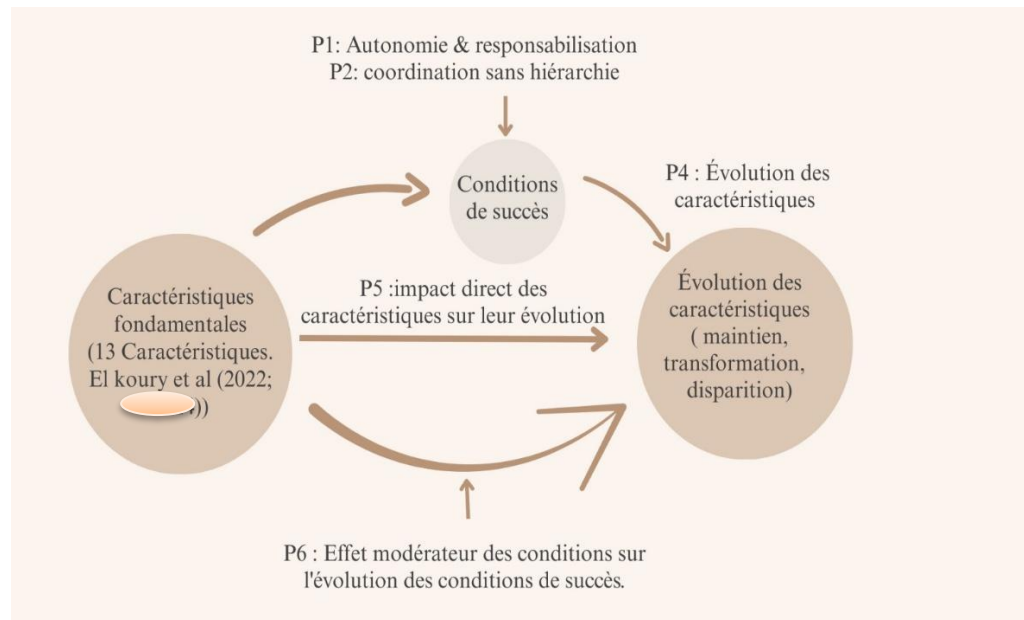 P1: Autonomie & responsabilisation
P2: coordination sans hiérarchie
Conditions
de succès
P4 : Évolution des
caractéristiques
Caractéristiques
fondamentales
(13 Caractéristiques.
El koury et al (2022;
))
P5 :impact direct des
caractéristiques sur leur évolution
Évolution des
caractéristiques
( maintien,
transformation,
disparition)
P6 : Effet modérateur des conditions sur
l'évolution des conditions de succès.